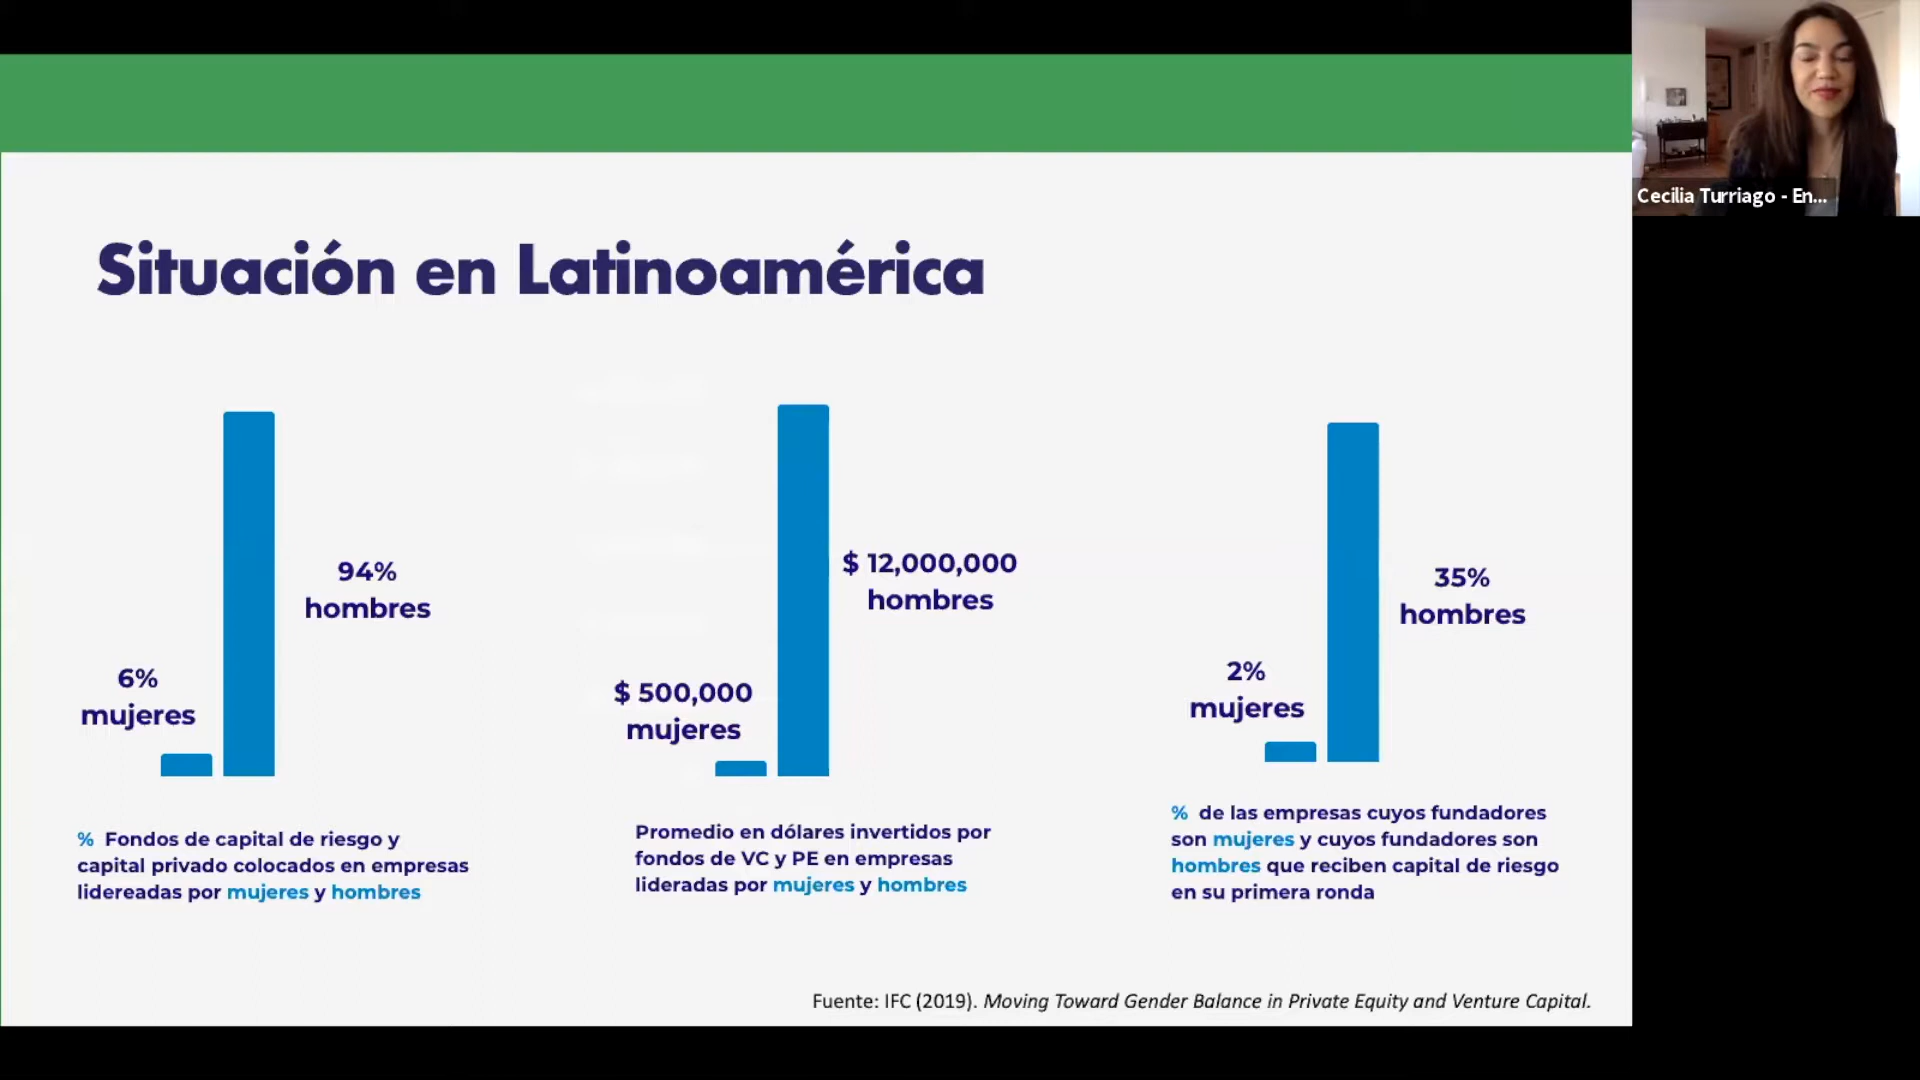 Cecilia Turriago - En...
Situación en Latinoamérica
94%
hombres
6%
mujeres
% Fondos de capital de riesgo y
capital privado colocados en empresas
lidereadas por mujeres y hombres
$ 12,000,000
hombres
$ 500,000
mujeres
Promedio en dólares invertidos por
fondos de VC y PE en empresas
lideradas por mujeres y hombres
35%
hombres
2%
mujeres
% de las empresas cuyos fundadores
son mujeres y cuyos fundadores son
hombres que reciben capital de riesgo
en su primera ronda
Fuente: IFC (2019). Moving Toward Gender Balance in Private Equity and Venture Capital.